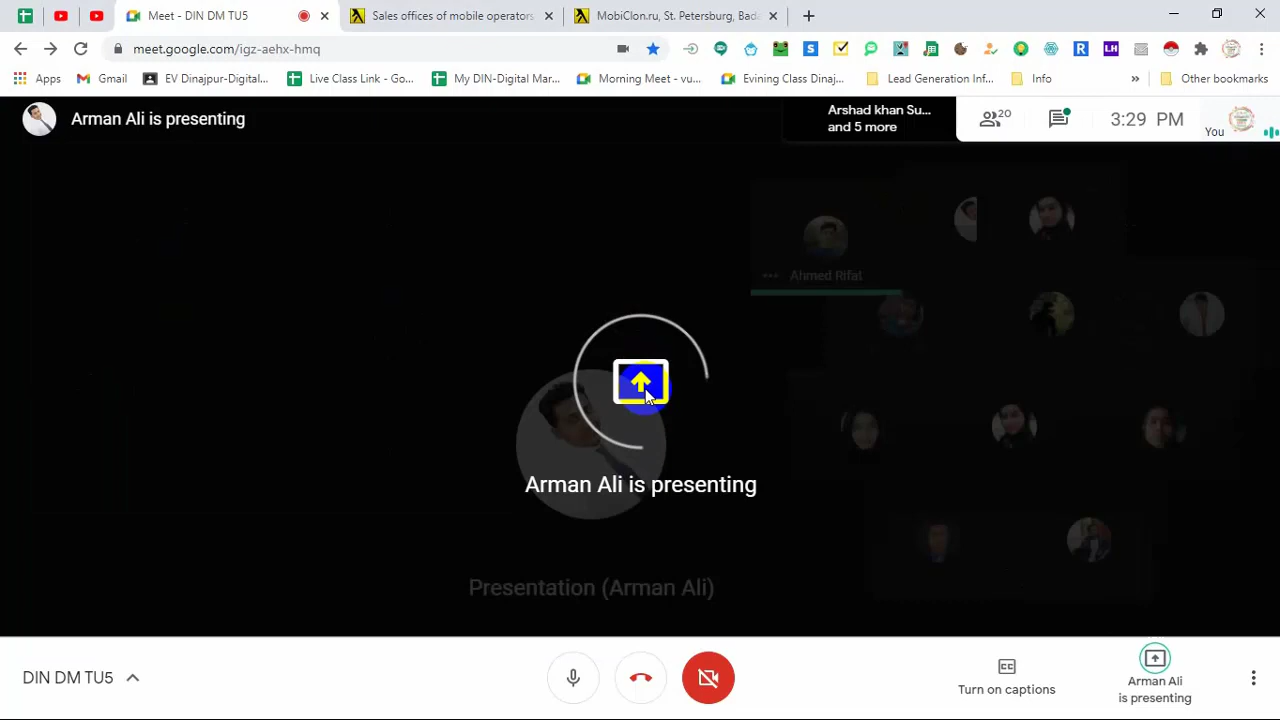 Meet - DIN DM TU5
Sales offices of mobile operators
MobiClon.ru, St. Petersburg, Bada
meet.google.com/igz-aehx-hmq
Apps
Gmail
EV Dinajpur-Digital...
Live Class Link - Go...
My DIN-Digital Mar...
Morning Meet - vu...
Evining Class Dinaj...
Lead Generation Inf...
Info
»
Other bookmarks
S
R
LH
Arman Ali is presenting
Arshad khan Su...
and 5 more
20
3:29 PM
You
Ahmed Rifat
Arman Ali is presenting
Presentation (Arman Ali)
DIN DM TU5
CC
Turn on captions
Arman Ali
is presenting